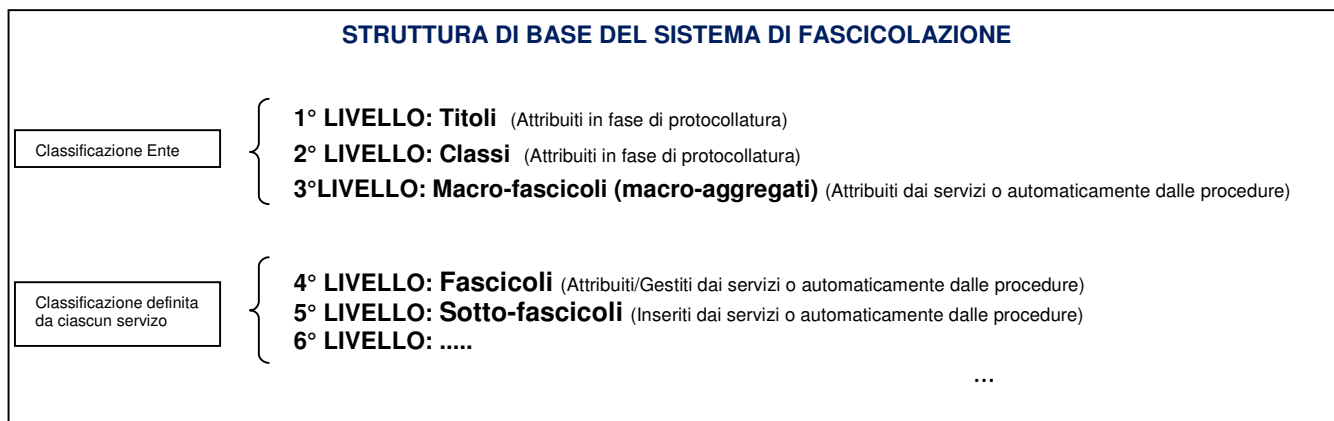 STRUTTURA DI BASE DEL SISTEMA DI FASCICOLAZIONE
Classificazione Ente
1° LIVELLO: Titoli (Attribuiti in fase di protocollatura)
2° LIVELLO: Classi (Attribuiti in fase di protocollatura)
3°LIVELLO: Macro-fascicoli (macro-aggregati) (Attribuiti dai servizi o automaticamente dalle procedure)
Classificazione definita
da ciascun servizo
4° LIVELLO: Fascicoli (Attribuiti/Gestiti dai servizi o automaticamente dalle procedure)
5° LIVELLO: Sotto-fascicoli (Inseriti dai servizi o automaticamente dalle procedure)
6° LIVELLO: .....
...